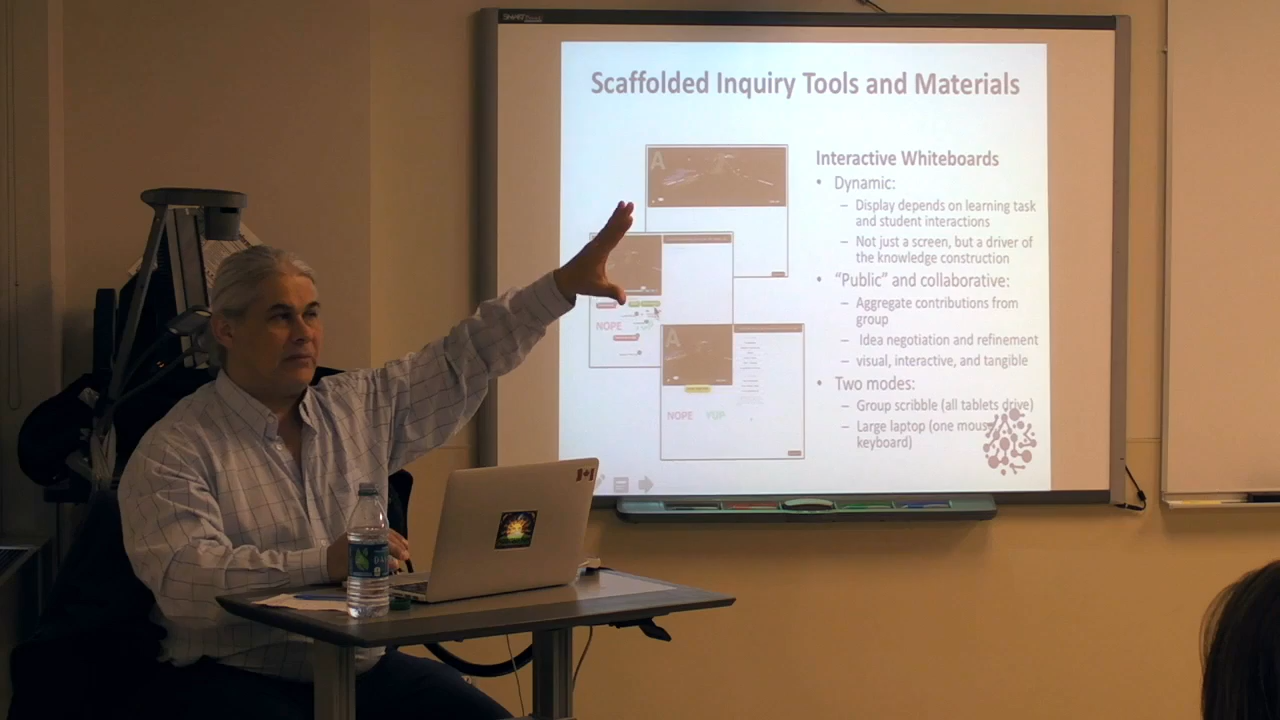 SMART
Scaffolded Inquiry Tools and Materials
A
NOPE
A
NOPE YUP
Interactive Whiteboards
• Dynamic:
– Display depends on learning task
and student interactions
– Not just a screen, but a driver of
the knowledge construction
• “Public” and collaborative:
– Aggregate contributions from
group
– Idea negotiation and refinement
– visual, interactive, and tangible
• Two modes:
– Group scribble (all tablets drive)
– Large laptop (one mouse
keyboard)